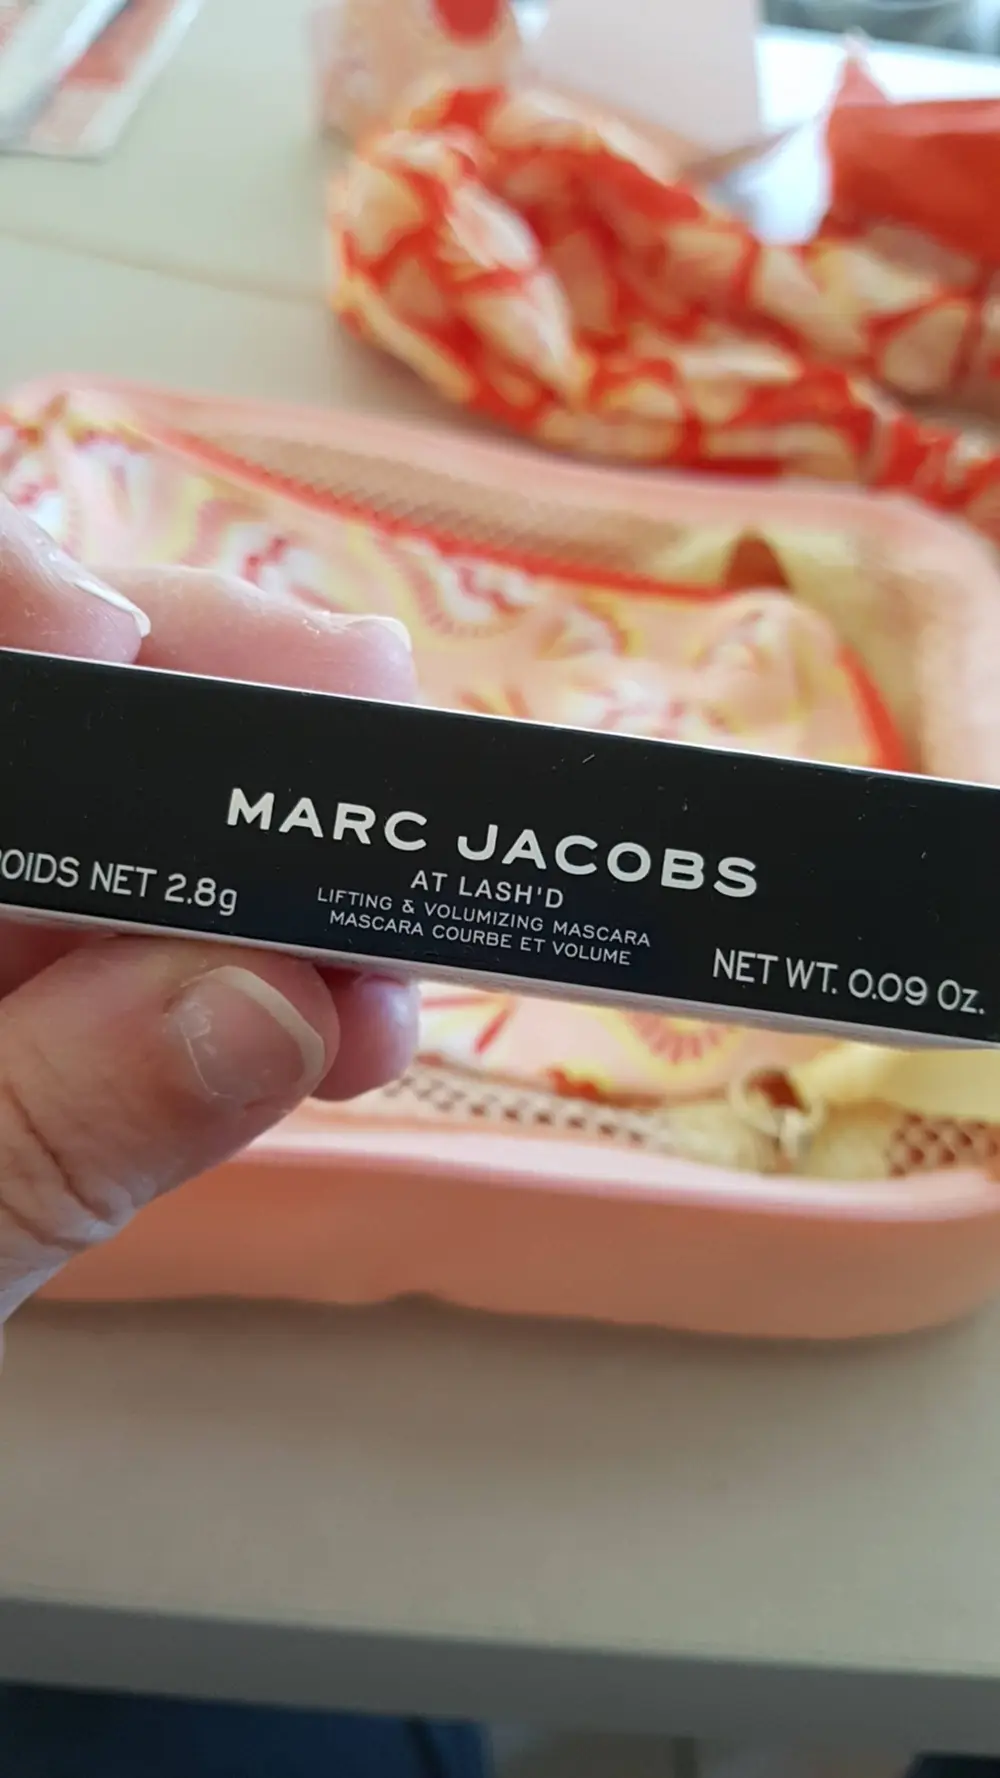 MARC JACOBS
AT LASH'D
LIFTING & VOLUMIZING MASCARA
MASCARA COURBE ET VOLUME
NET 2.8g
NET WT. 0.09 Oz.